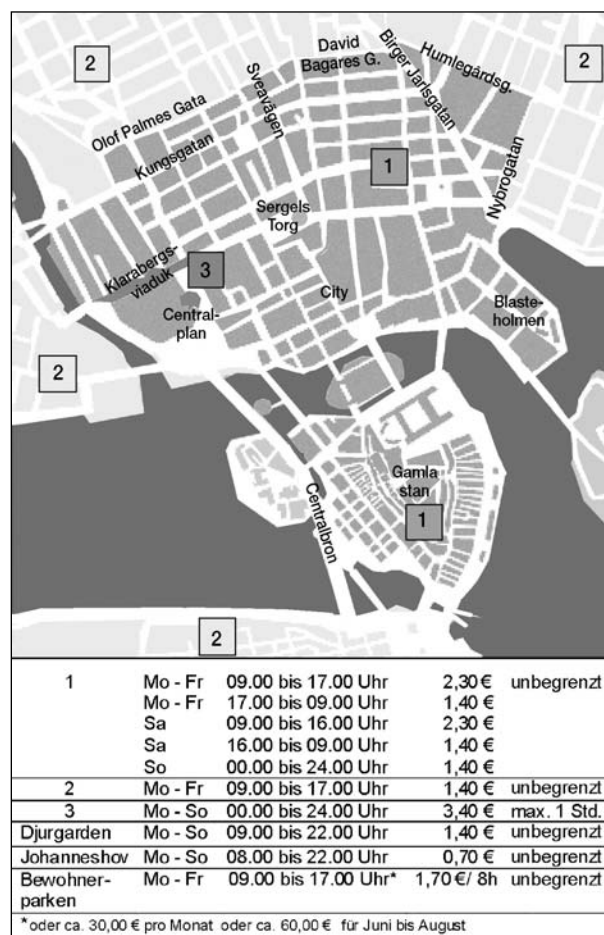 2
David
Bagares G.
Humlegårdsg.
2
Sveavägen
Birger Jarlsgatan
Olof Palmes Gata
Kungsgatan
1
Nybrogatan
Sergels
Torg
Klarabergs-
viaduk
3
City
Blaste-
holmen
Central-
plan
2
Gamla
stan
1
Centralbron
2
1 Mo - Fr 09.00 bis 17.00 Uhr 2,30 € unbegrenzt
Mo - Fr 17.00 bis 09.00 Uhr 1,40 €
Sa 09.00 bis 16.00 Uhr 2,30 €
Sa 16.00 bis 09.00 Uhr 1,40 €
So 00.00 bis 24.00 Uhr 1,40 €
2 Mo - Fr 09.00 bis 17.00 Uhr 1,40 € unbegrenzt
3 Mo - So 00.00 bis 24.00 Uhr 3,40 € max. 1 Std.
Djurgarden Mo - So 09.00 bis 22.00 Uhr 1,40 € unbegrenzt
Johanneshov Mo - So 08.00 bis 22.00 Uhr 0,70 € unbegrenzt
Bewohner- Mo - Fr 09.00 bis 17.00 Uhr* 1,70 €/ 8h unbegrenzt
parken
*oder ca. 30,00 € pro Monat oder ca. 60,00 € für Juni bis August